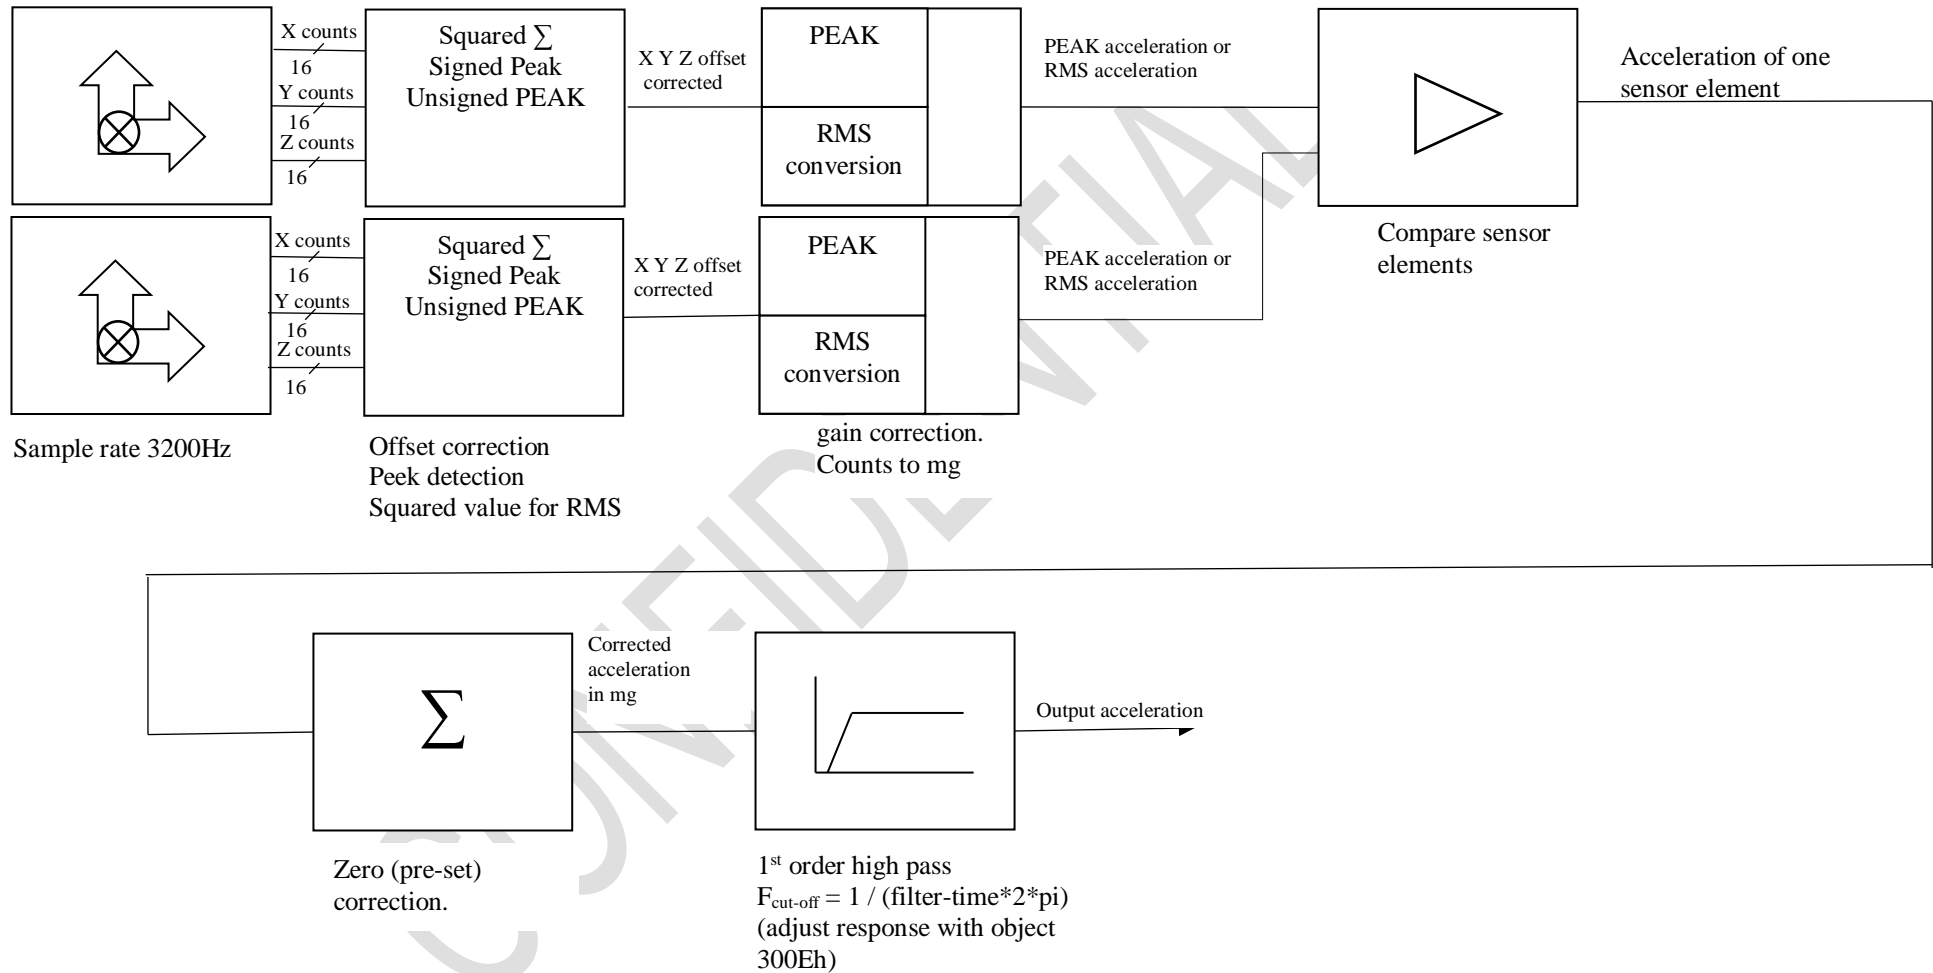 X counts
16
Y counts
16
Z counts
16
Squared ∑
Signed Peak
Unsigned PEAK
X Y Z offset
corrected
PEAK
RMS
conversion
PEAK acceleration or
RMS acceleration
Acceleration of one
sensor element
Compare sensor
elements
X counts
16
Y counts
16
Z counts
16
Squared ∑
Signed Peak
Unsigned PEAK
X Y Z offset
corrected
PEAK
RMS
conversion
PEAK acceleration or
RMS acceleration
Sample rate 3200Hz
Offset correction
Peek detection
Squared value for RMS
gain correction.
Counts to mg
∑
Corrected
acceleration
in mg
Output acceleration
Zero (pre-set)
correction.
1st order high pass
Fcut-off = 1 / (filter-time*2*pi)
(adjust response with object
300Eh)
CONFIDENTIAL